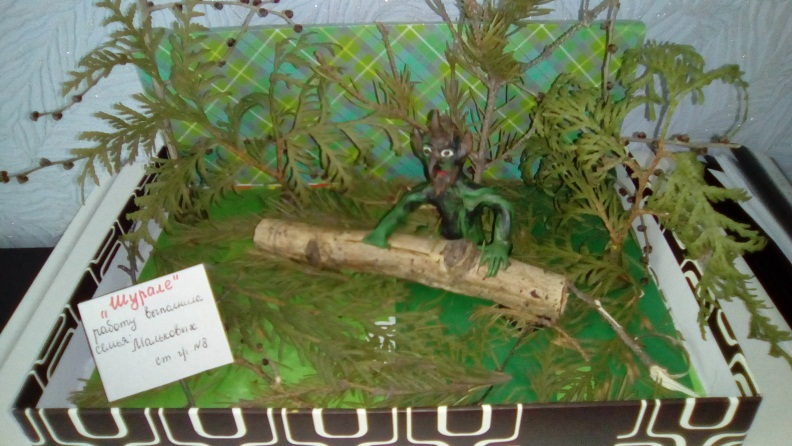 "Шурале"
работу выполнила
семья Мальковых
ст гр №8